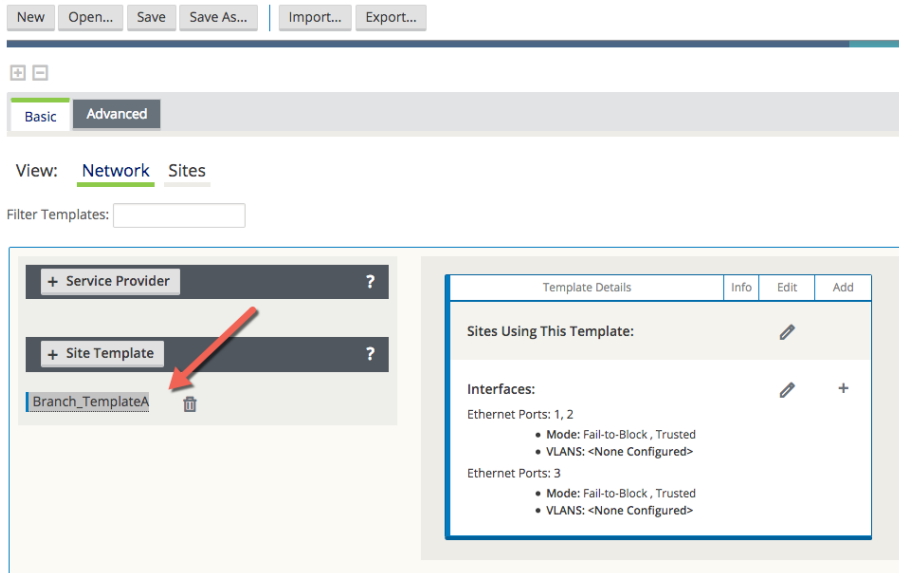 New Open... Save Save As... Import... Export...
Basic Advanced
View: Network Sites
Filter Templates:
+ Service Provider ?
+ Site Template ?
Branch_TemplateA
Template Details Info Edit Add
Sites Using This Template:
Interfaces: +
Ethernet Ports: 1, 2
• Mode: Fail-to-Block , Trusted
• VLANS: <None Configured>
Ethernet Ports: 3
• Mode: Fail-to-Block , Trusted
• VLANS: <None Configured>